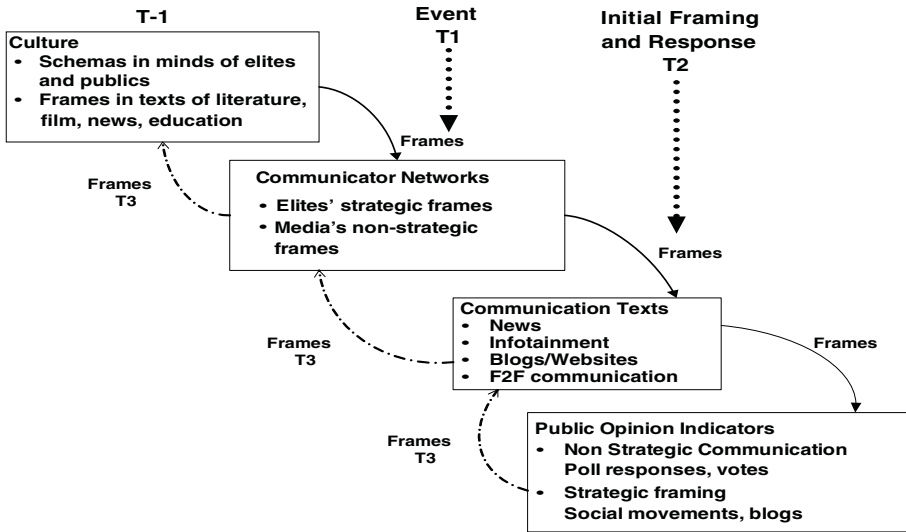 T-1
Event
T1
Initial Framing
and Response
T2
Culture
• Schemas in minds of elites
and publics
• Frames in texts of literature,
film, news, education
Frames
Frames
T3
Communicator Networks
• Elites’ strategic frames
• Media’s non-strategic
frames
Frames
Frames
T3
Communication Texts
• News
• Infotainment
• Blogs/Websites
• F2F communication
Frames
Frames
T3
Public Opinion Indicators
• Non Strategic Communication
Poll responses, votes
• Strategic framing
Social movements, blogs